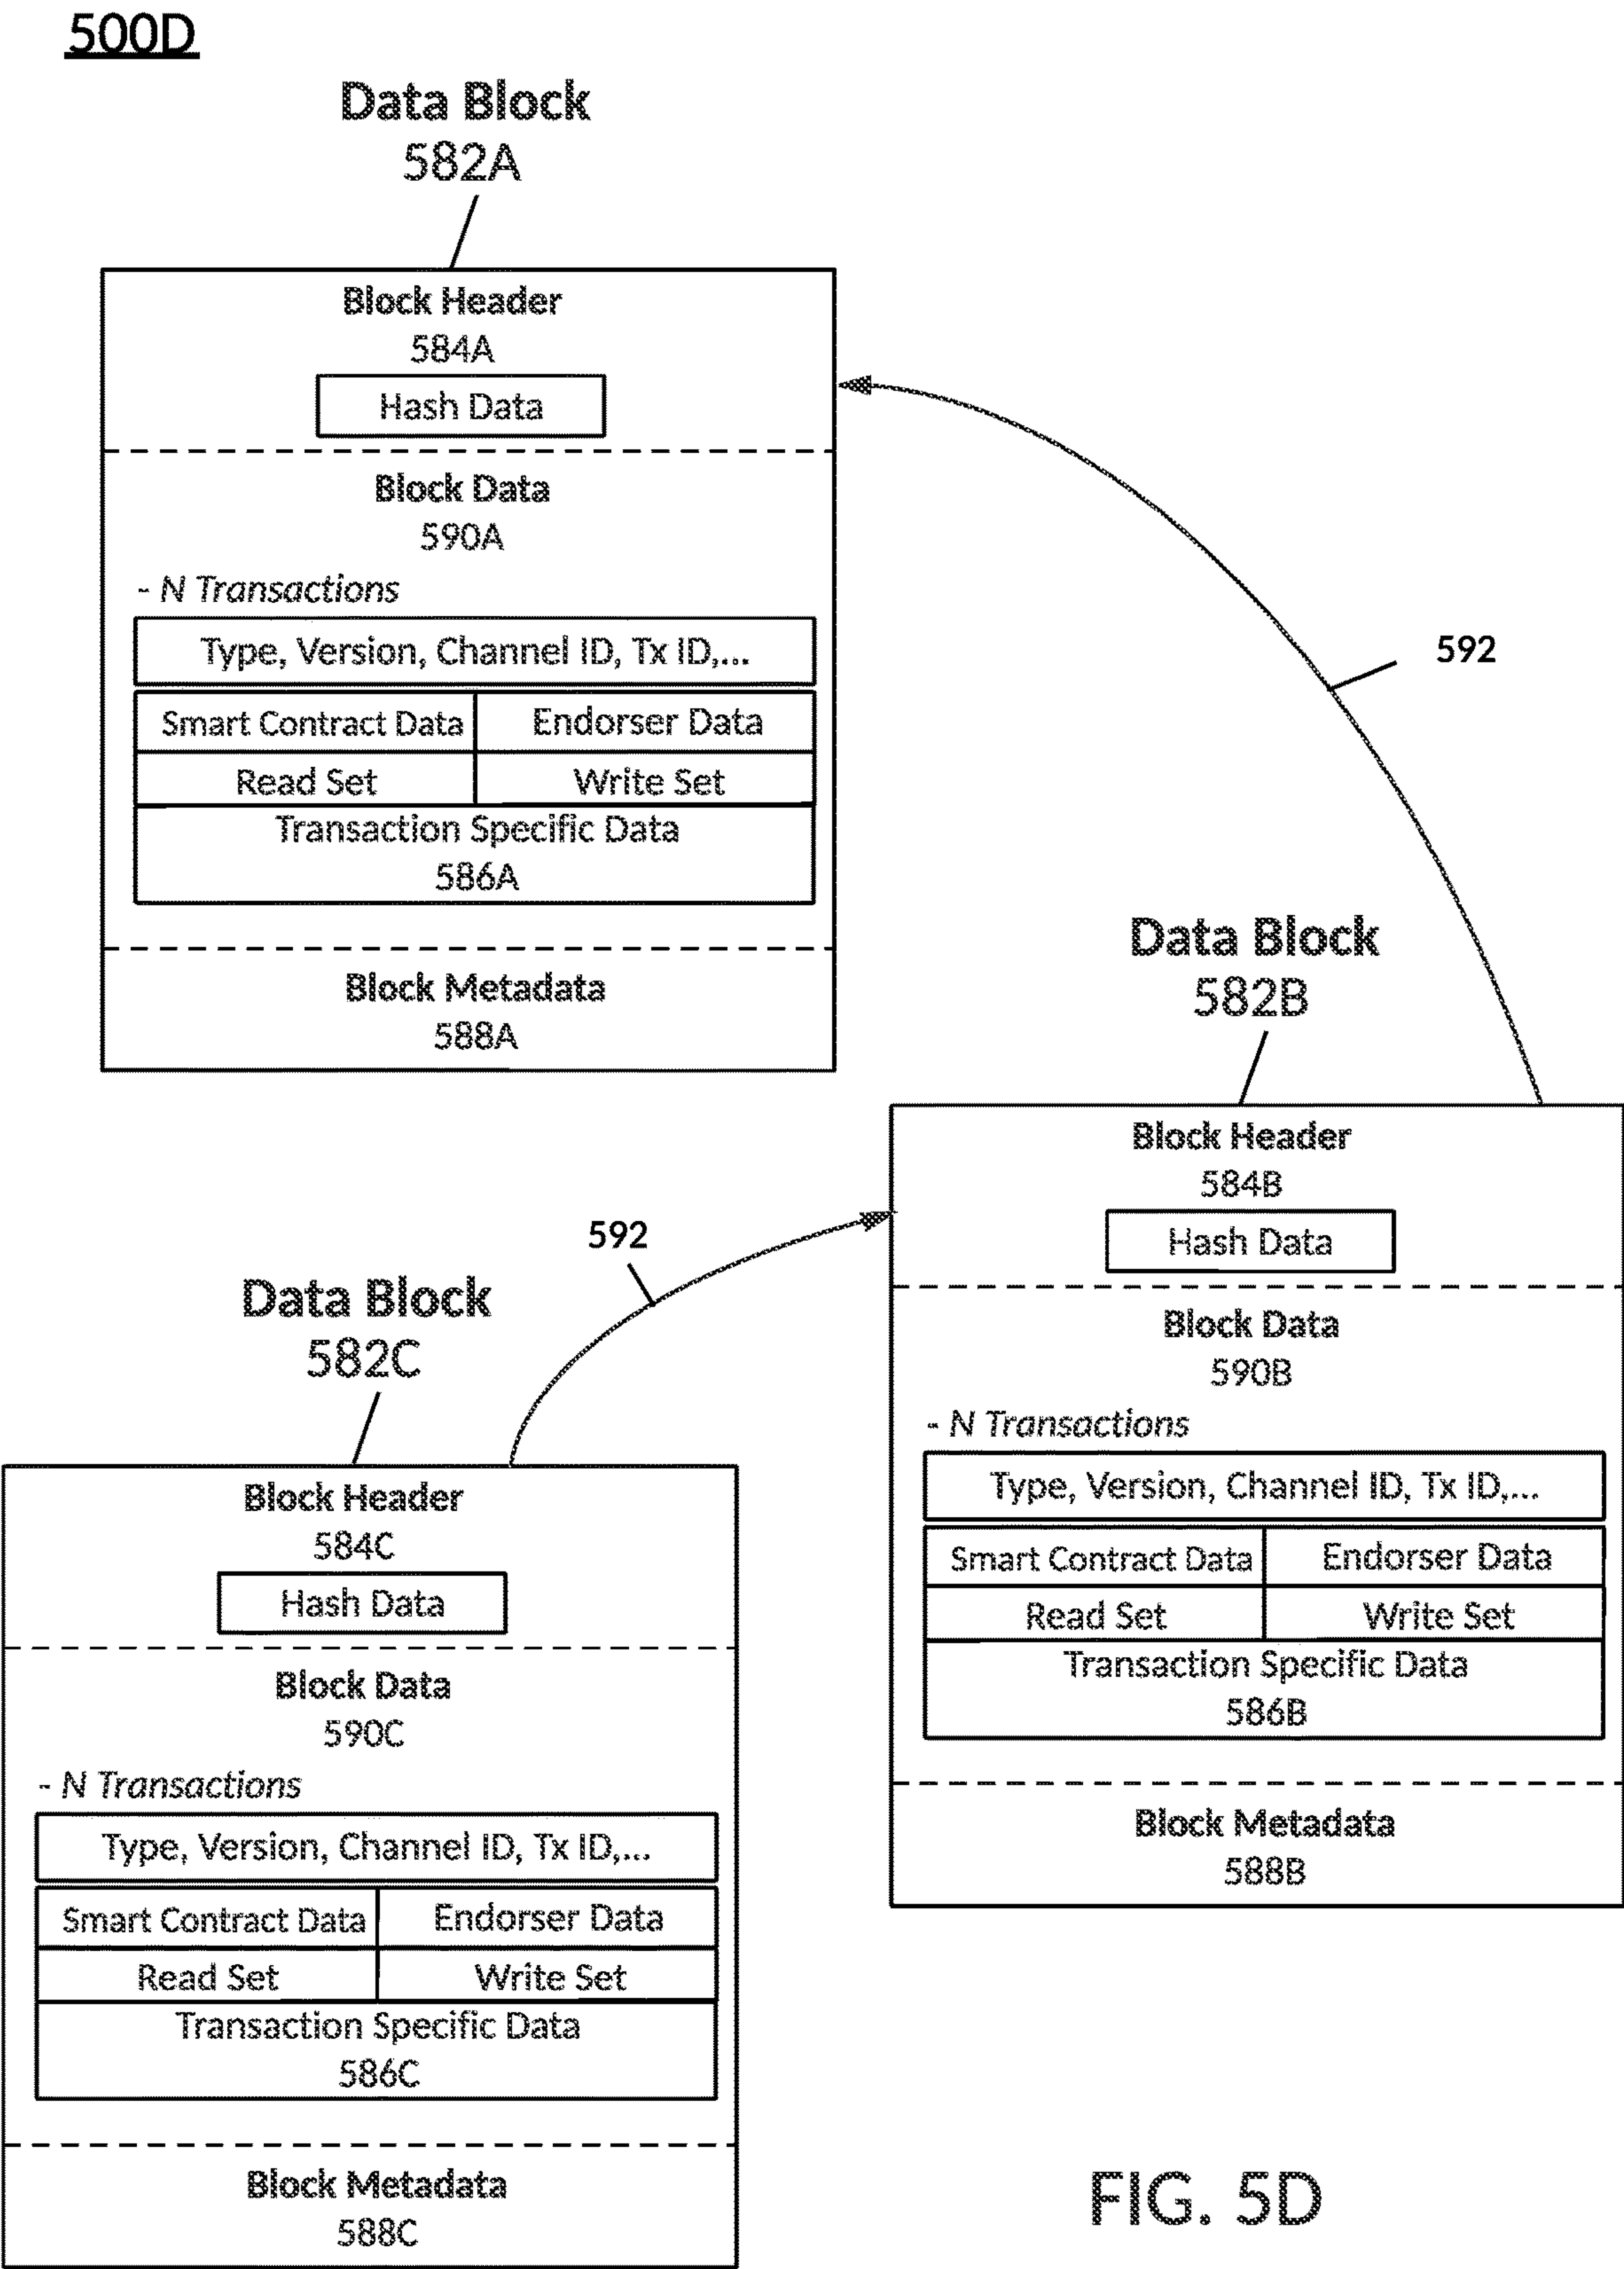 500D
Data Block
582A
Block Header
584A
Hash Data
Block Data
590A
- N Transactions
Type, Version, Channel ID, Tx ID,...
Smart Contract Data Endorser Data
Read Set Write Set
Transaction Specific Data
586A
Block Metadata
588A
592
Data Block
582B
Block Header
584B
Hash Data
Block Data
590B
- N Transactions
Type, Version, Channel ID, Tx ID,...
Smart Contract Data Endorser Data
Read Set Write Set
Transaction Specific Data
586B
Block Metadata
588B
592
Data Block
582C
Block Header
584C
Hash Data
Block Data
590C
- N Transactions
Type, Version, Channel ID, Tx ID,...
Smart Contract Data Endorser Data
Read Set Write Set
Transaction Specific Data
586C
Block Metadata
588C
FIG. 5D